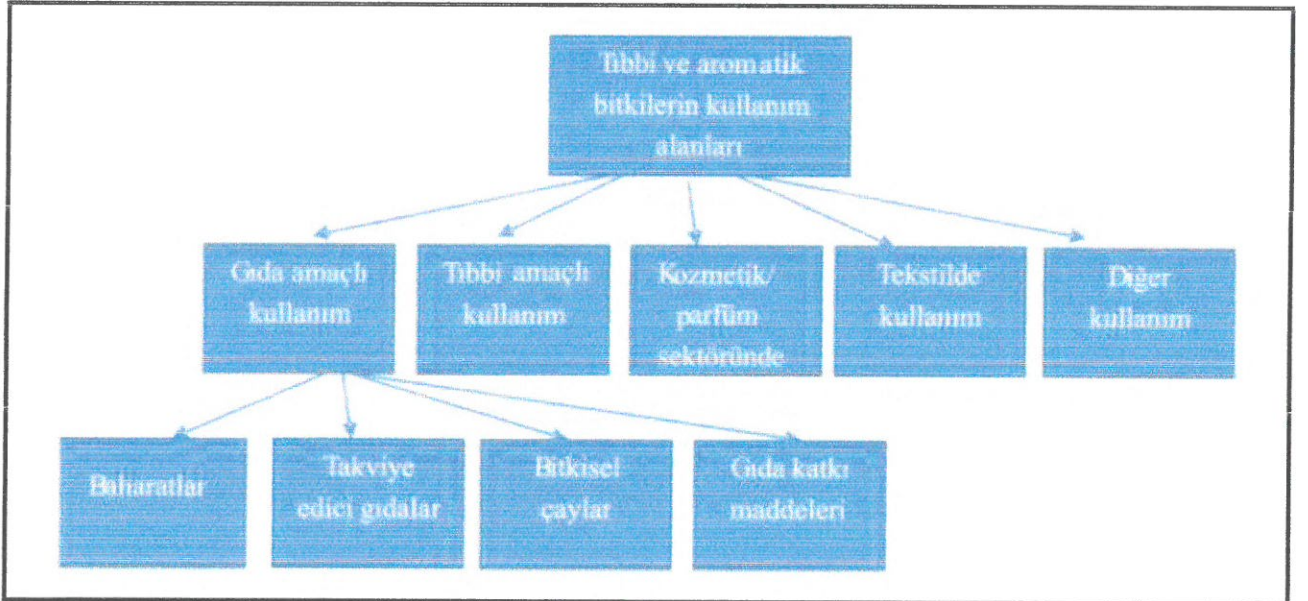 Tıbbi ve aromatik
bitkilerin kullanım
alanları
Gıda amaçlı
kullanım
Tıbbi amaçlı
kullanım
Kozmetik/
parfüm
sektöründe
Tekstilde
kullanım
Diğer
kullanım
Baharatlar
Takviye
edici gıdalar
Bitkisel
çaylar
Gıda katkı
maddeleri